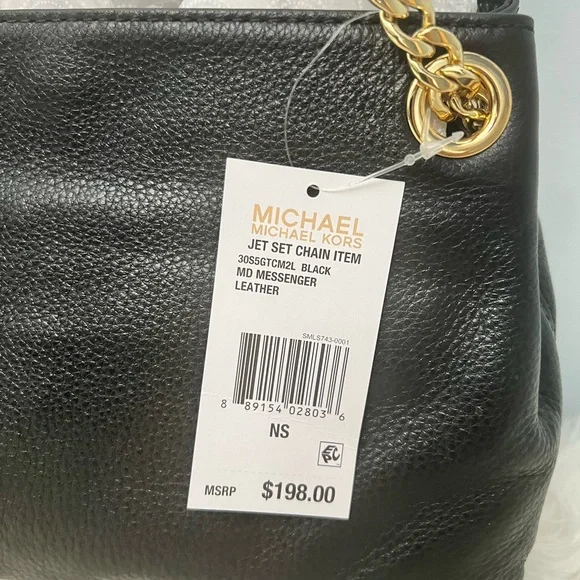 MICHAEL
MICHAEL KORS
JET SET CHAIN ITEM
30S5GTCM2L BLACK
MD MESSENGER
LEATHER
SMLS743-0001
8 89154 02803 6
NS
EPC
MSRP $198.00